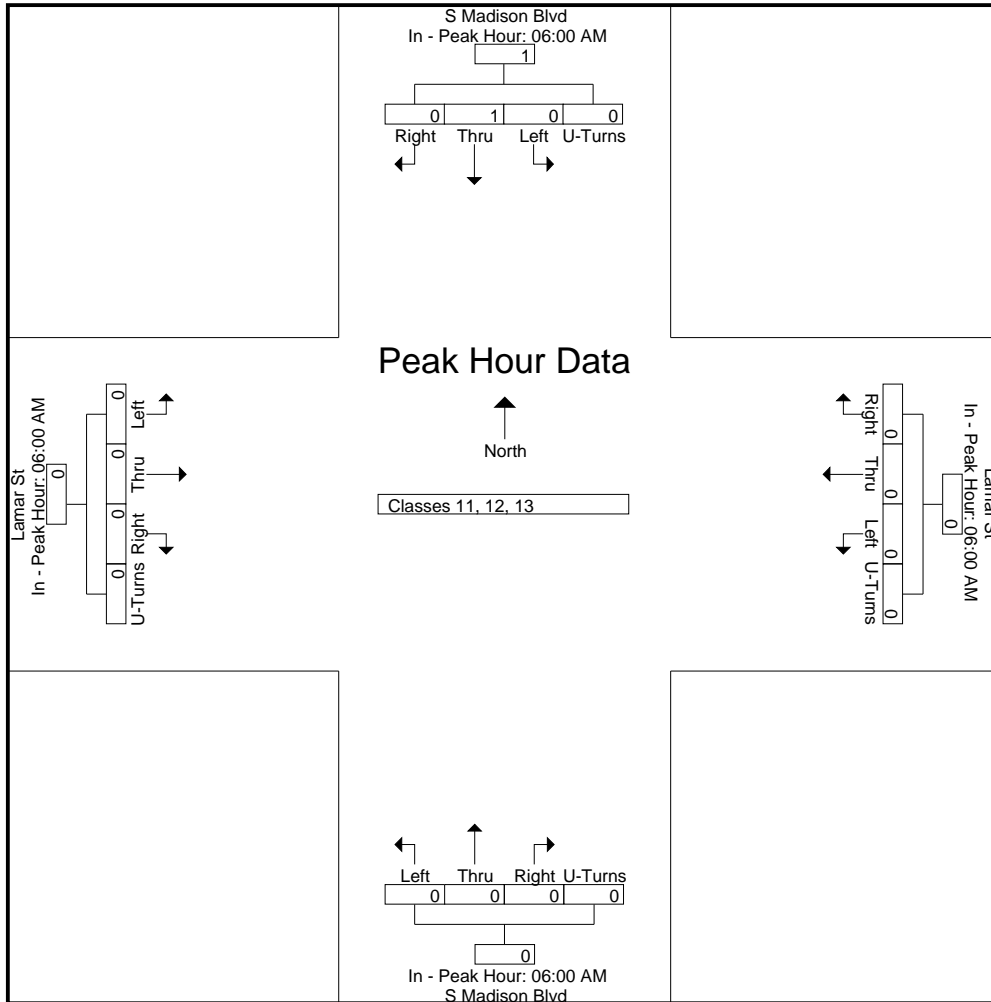 S Madison Blvd
In - Peak Hour: 06:00 AM
1
0 1 0 0
Right Thru Left U-Turns
Peak Hour Data
North
Classes 11, 12, 13
Lamar St
In - Peak Hour: 06:00 AM
0
0 0 0 0
Left Thru Right U-Turns
Lamar St
In - Peak Hour: 06:00 AM
0
0 0 0 0
Right Thru Left U-Turns
Left Thru Right U-Turns
0 0 0 0
0
In - Peak Hour: 06:00 AM
S Madison Blvd